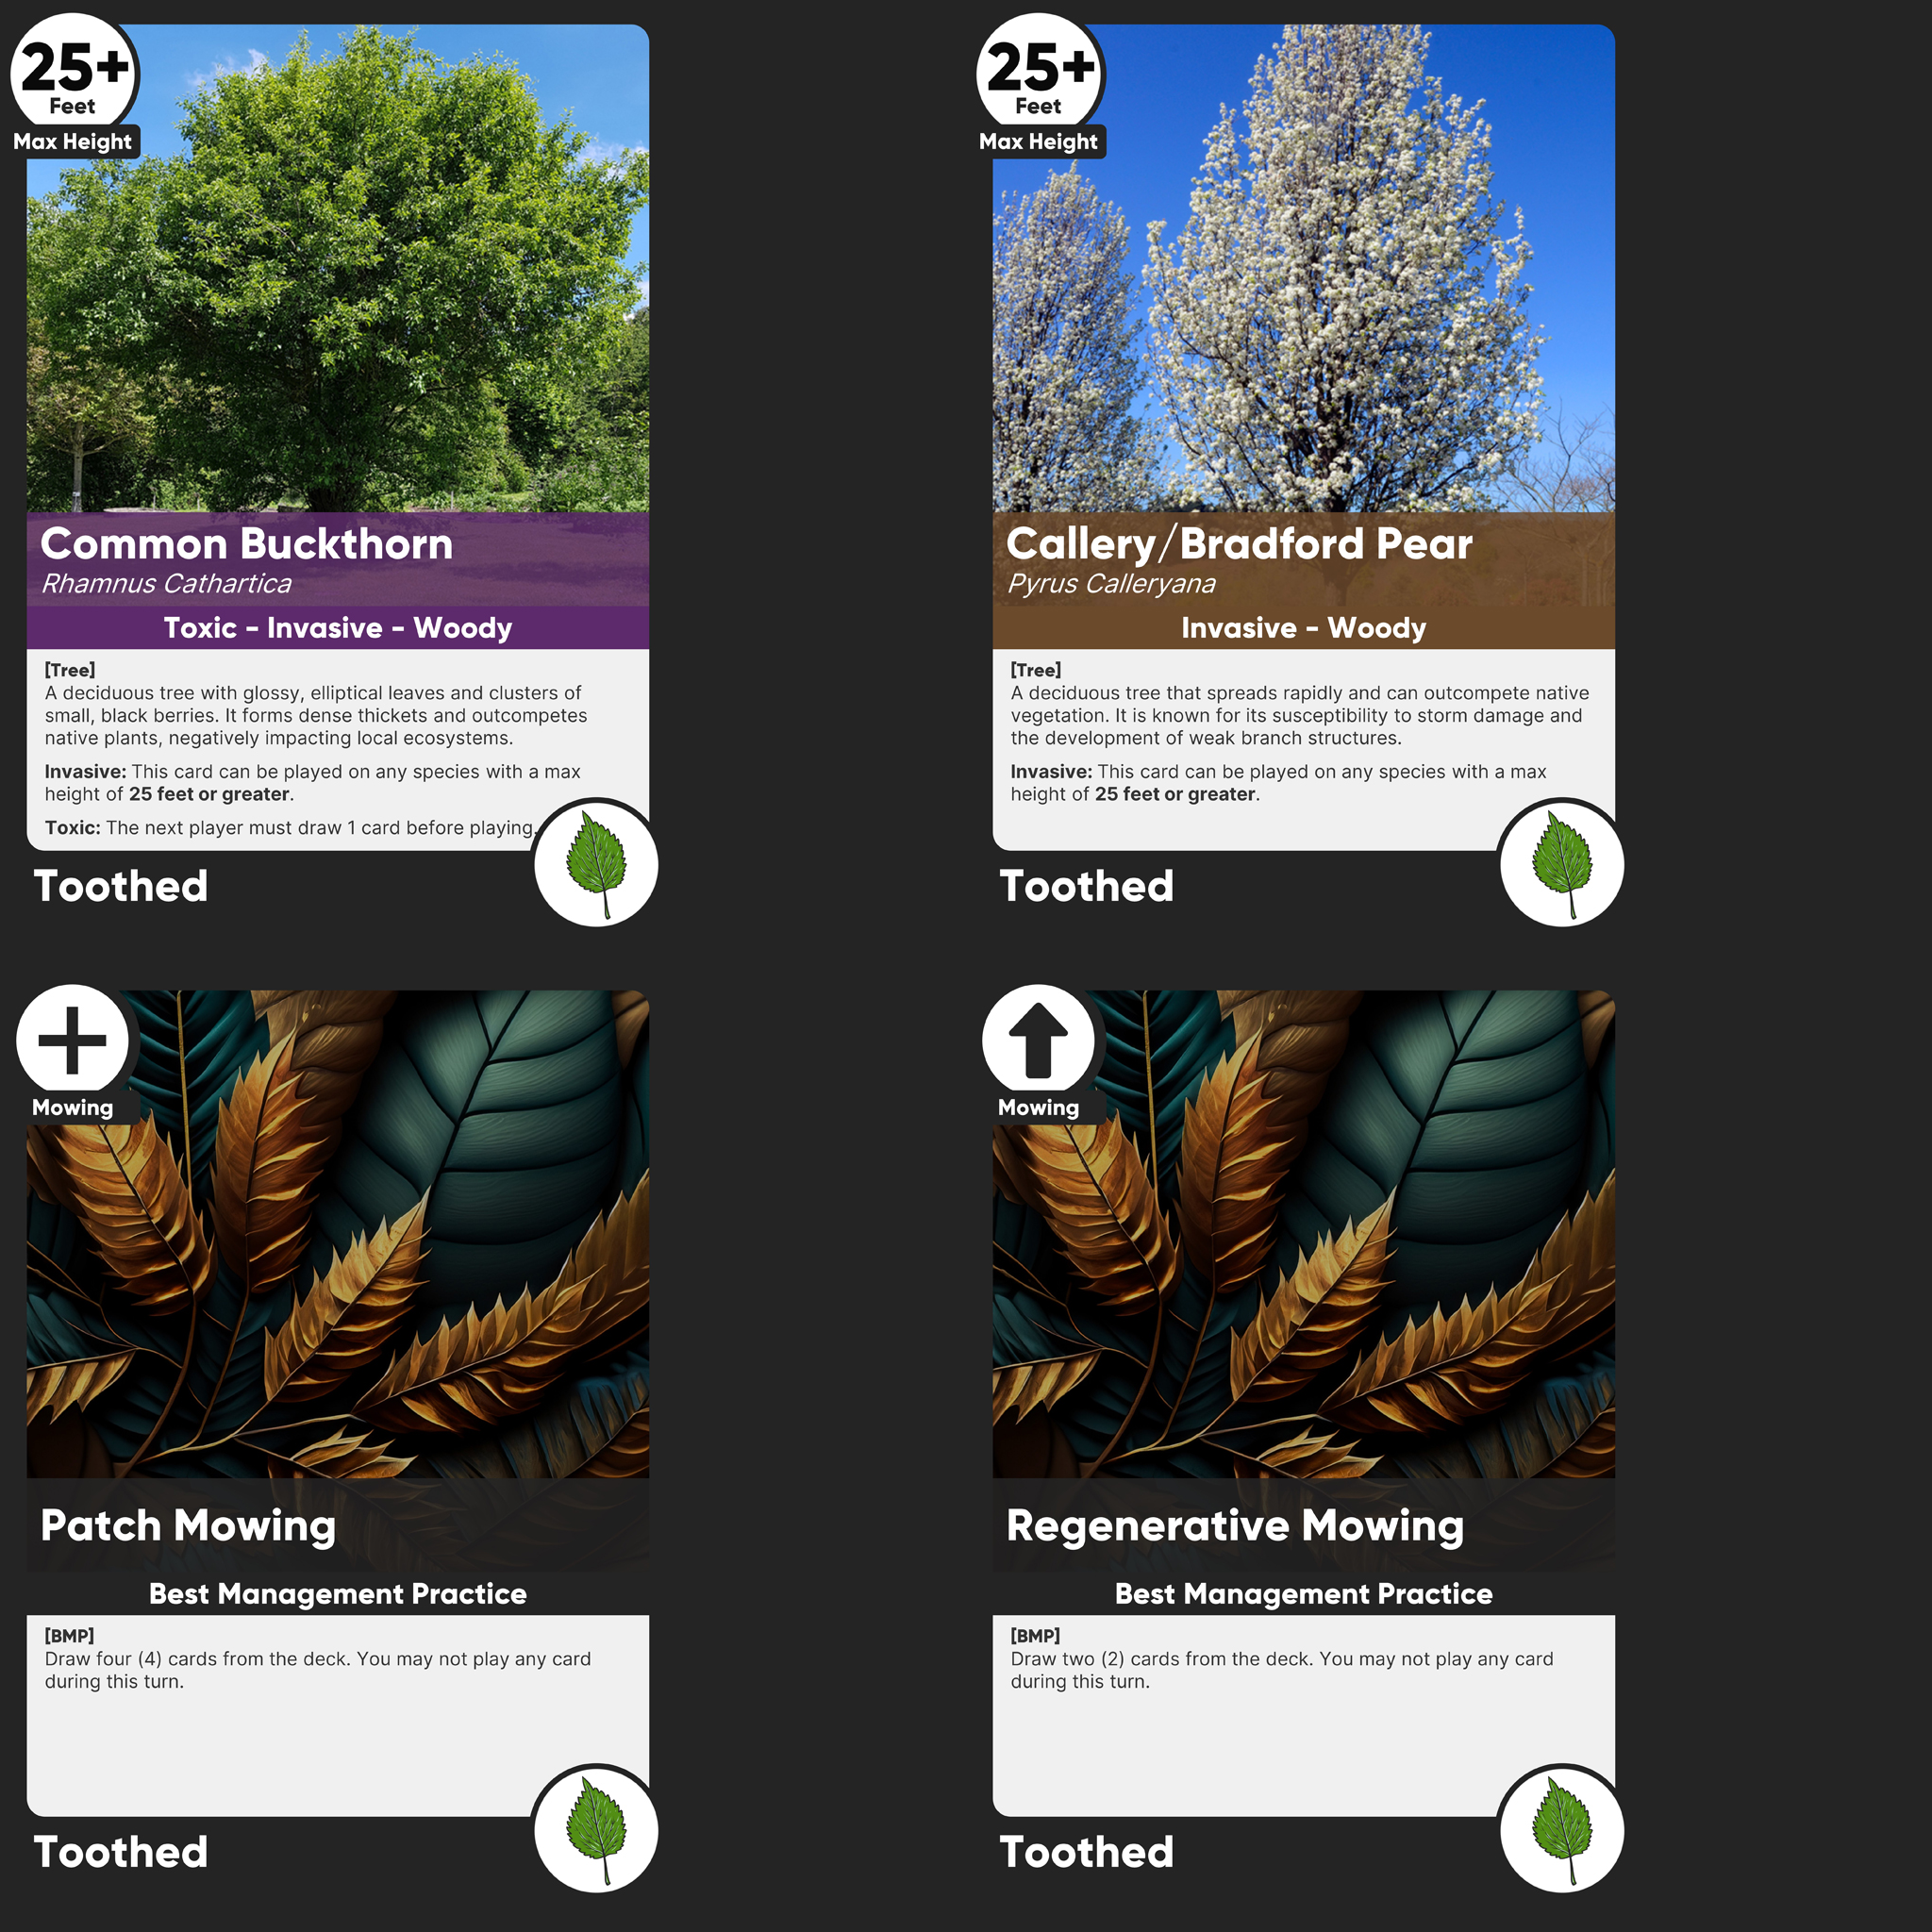 25+
Feet
Max Height
Common Buckthorn
Rhamnus Cathartica
Toxic - Invasive - Woody
[Tree]
A deciduous tree with glossy, elliptical leaves and clusters of
small, black berries. It forms dense thickets and outcompetes
native plants, negatively impacting local ecosystems.
Invasive: This card can be played on any species with a max
height of 25 feet or greater.
Toxic: The next player must draw 1 card before playing.
Toothed
25+
Feet
Max Height
Callery/Bradford Pear
Pyrus Calleryana
Invasive - Woody
[Tree]
A deciduous tree that spreads rapidly and can outcompete native
vegetation. It is known for its susceptibility to storm damage and
the development of weak branch structures.
Invasive: This card can be played on any species with a max
height of 25 feet or greater.
Toothed
Mowing
Patch Mowing
Best Management Practice
[BMP]
Draw four (4) cards from the deck. You may not play any card
during this turn.
Toothed
Mowing
Regenerative Mowing
Best Management Practice
[BMP]
Draw two (2) cards from the deck. You may not play any card
during this turn.
Toothed